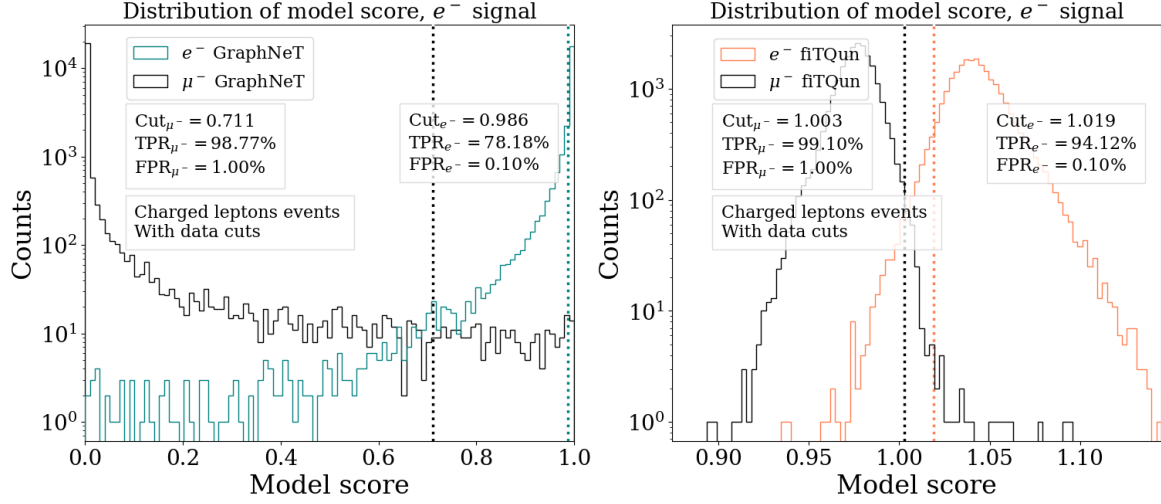 Distribution of model score, e⁻ signal
Counts
10⁴
10³
10²
10¹
10⁰
e⁻ GraphNeT
μ⁻ GraphNeT
Cut_μ⁻ = 0.711
TPR_μ⁻ = 98.77%
FPR_μ⁻ = 1.00%
Cut_e⁻ = 0.986
TPR_e⁻ = 78.18%
FPR_e⁻ = 0.10%
Charged leptons events
With data cuts
0.0 0.2 0.4 0.6 0.8 1.0
Model score
Distribution of model score, e⁻ signal
Counts
10³
10²
10¹
10⁰
e⁻ fiTQun
μ⁻ fiTQun
Cut_μ⁻ = 1.003
TPR_μ⁻ = 99.10%
FPR_μ⁻ = 1.00%
Cut_e⁻ = 1.019
TPR_e⁻ = 94.12%
FPR_e⁻ = 0.10%
Charged leptons events
With data cuts
0.90 0.95 1.00 1.05 1.10
Model score